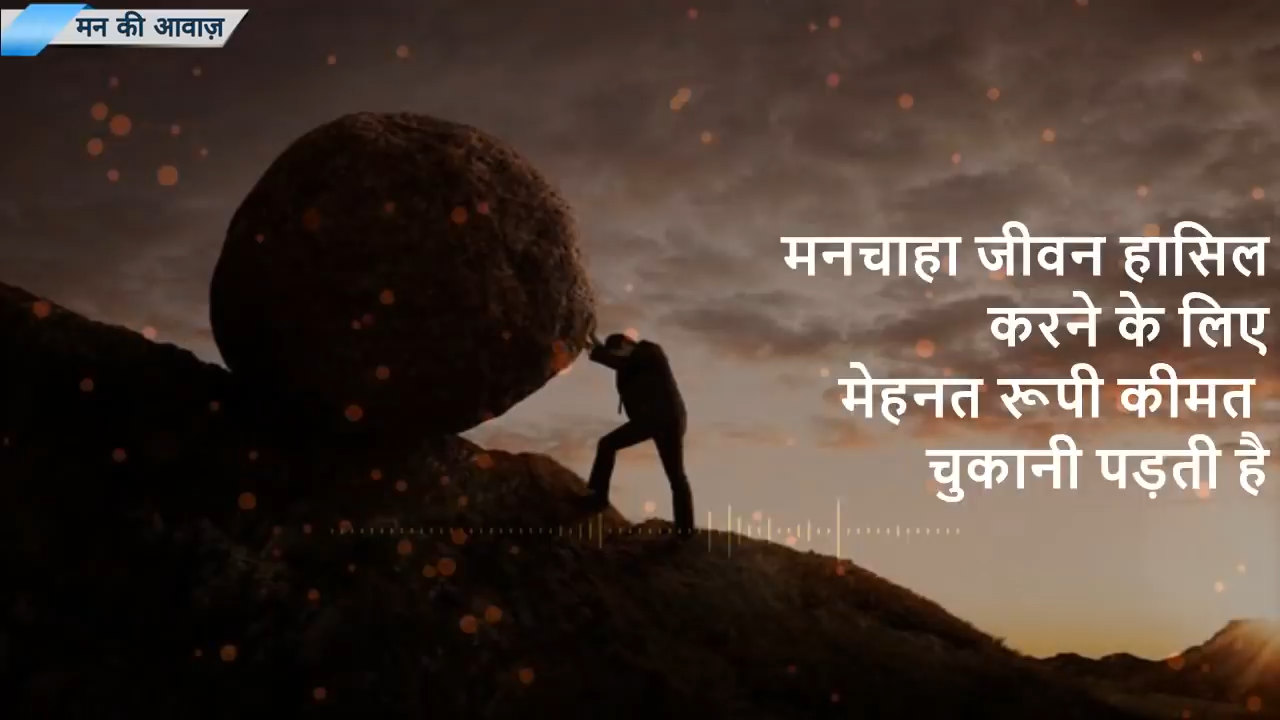 मन की आवाज़
मनचाहा जीवन हासिल
करने के लिए
मेहनत रूपी कीमत
चुकानी पड़ती है